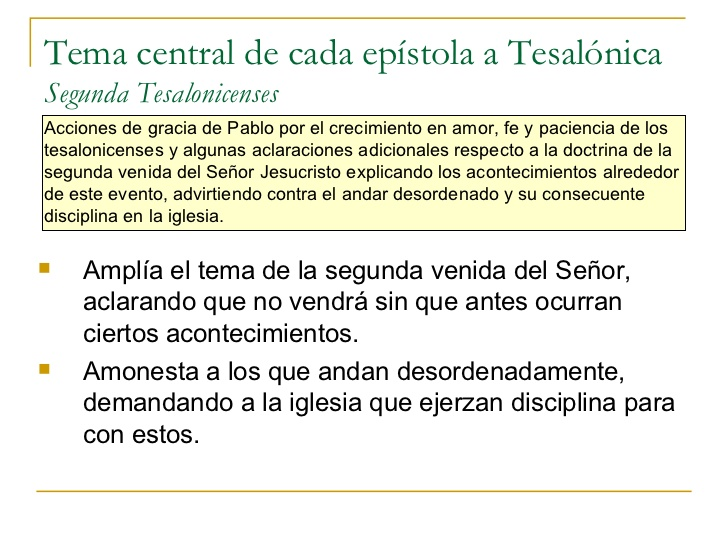 Tema central de cada epístola a Tesalónica
Segunda Tesalonicenses
Acciones de gracia de Pablo por el crecimiento en amor, fe y paciencia de los
tesalonicenses y algunas aclaraciones adicionales respecto a la doctrina de la
segunda venida del Señor Jesucristo explicando los acontecimientos alrededor
de este evento, advirtiendo contra el andar desordenado y su consecuente
disciplina en la iglesia.
Amplía el tema de la segunda venida del Señor,
aclarando que no vendrá sin que antes ocurran
ciertos acontecimientos.
Amonesta a los que andan desordenadamente,
demandando a la iglesia que ejerzan disciplina para
con estos.